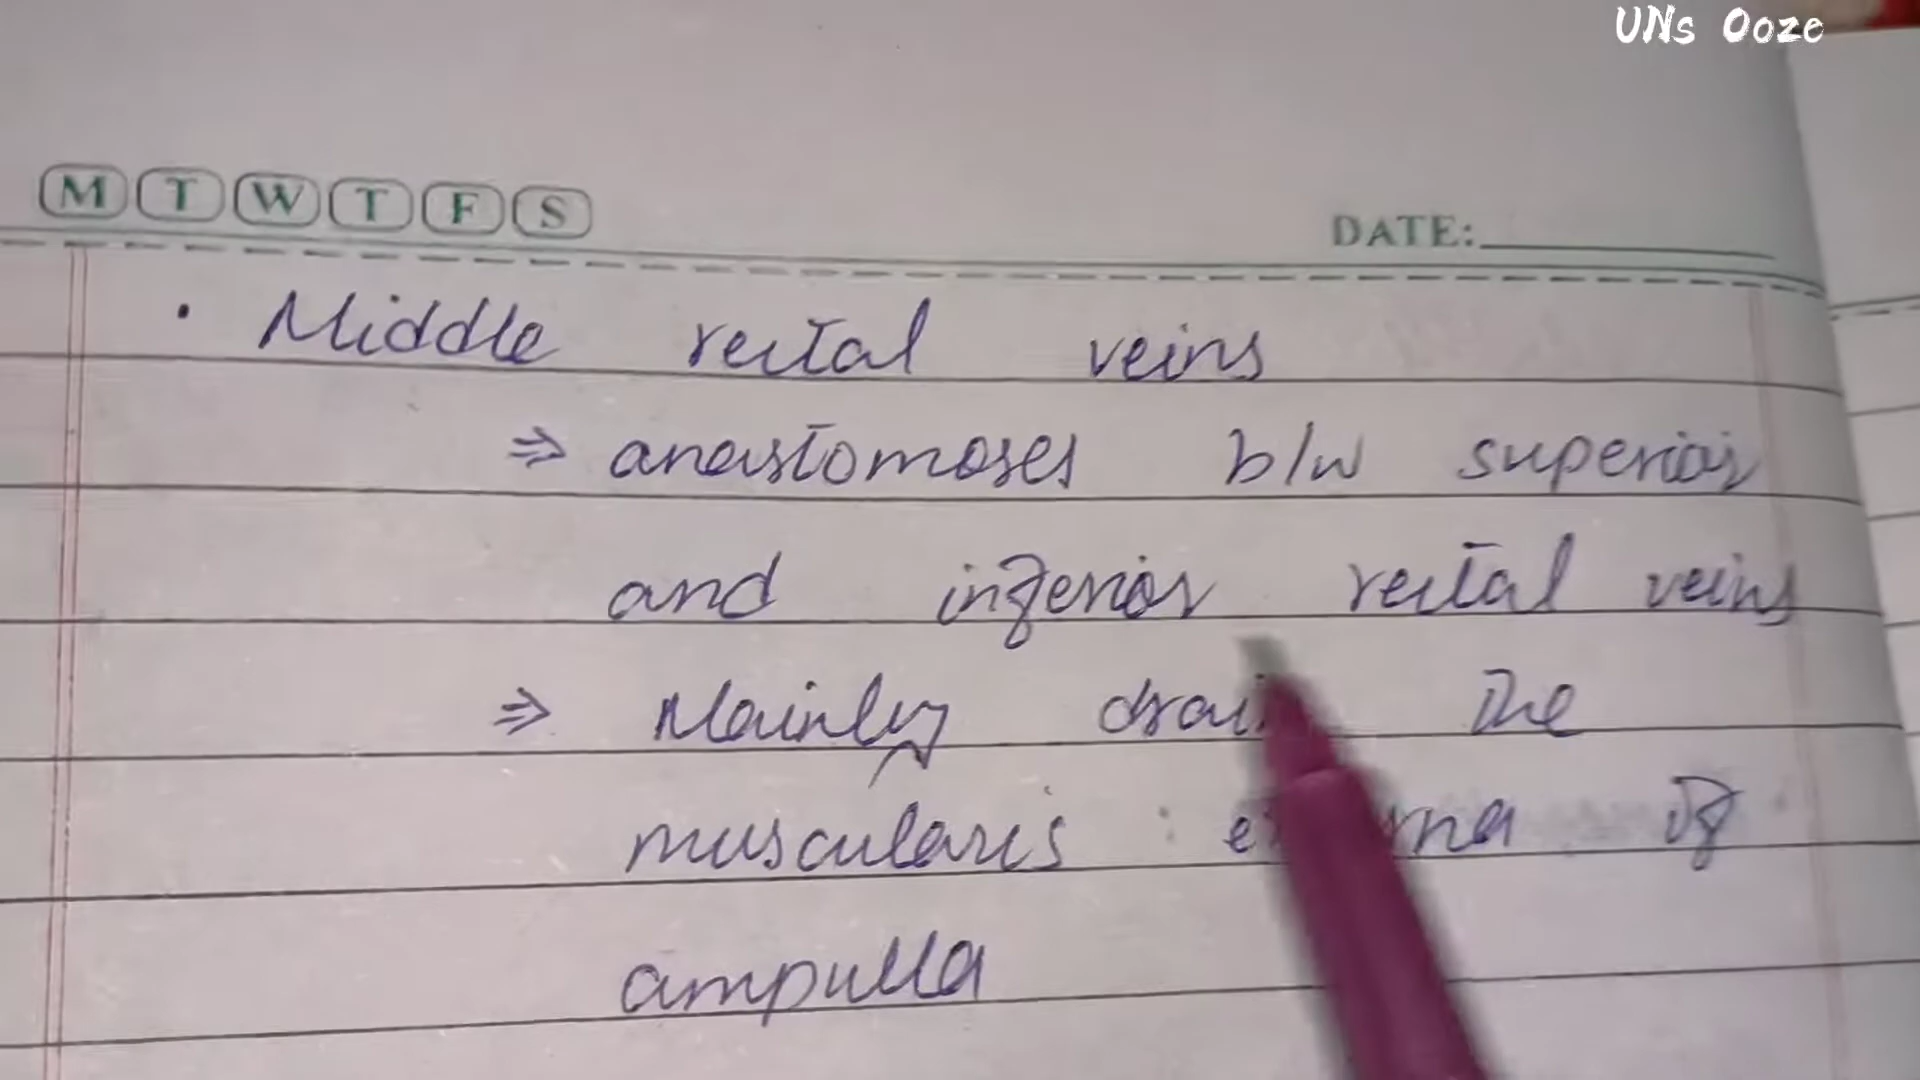 UNs Ooze
M T W T F S
DATE:
• Middle rectal veins
⇒ anastomoses b/w superior
and inferior rectal veins
⇒ Mainly the
muscularis of
ampulla